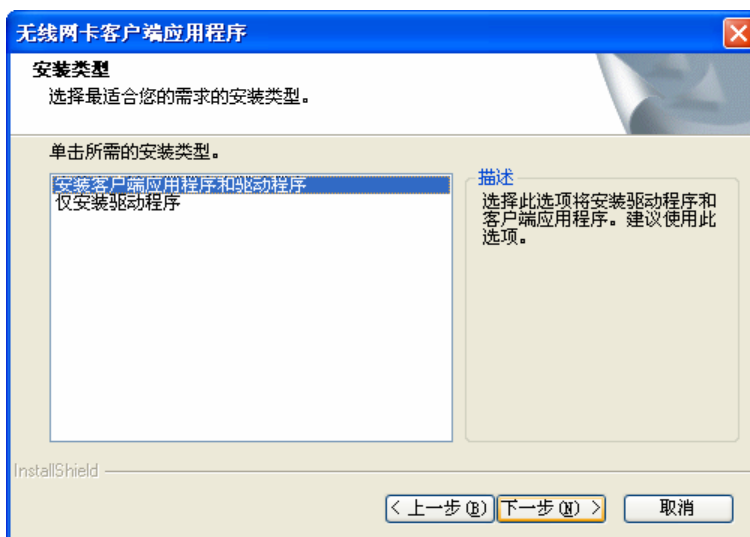 无线网卡客户端应用程序
安装类型
选择最适合您的需求的安装类型。
单击所需的安装类型。
安装客户端应用程序和驱动程序
仅安装驱动程序
描述
选择此选项将安装驱动程序和
客户端应用程序。建议使用此
选项。
InstallShield
< 上一步(B)
下一步(N) >
取消